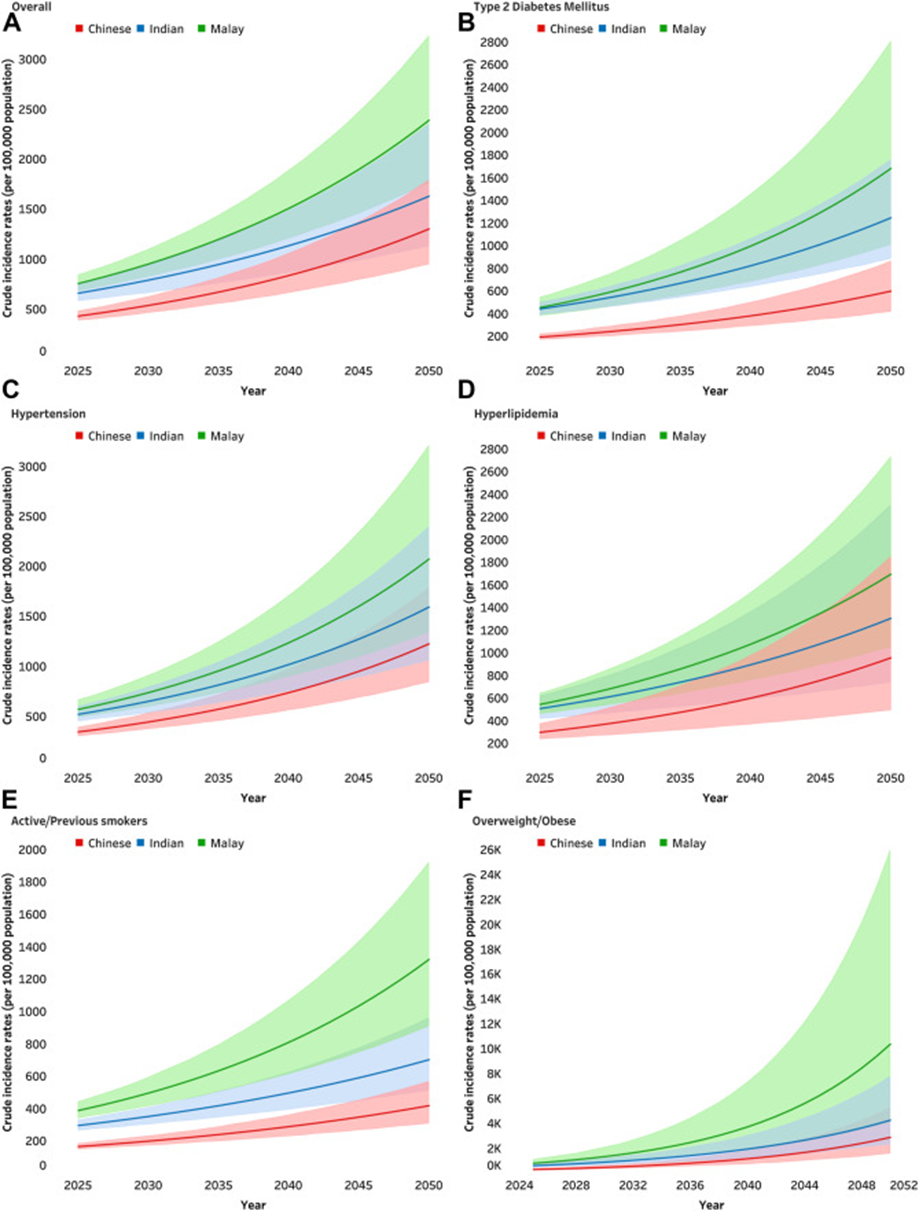 A
Overall
Chinese Indian Malay
Crude incidence rates (per 100,000 population)
3000
2500
2000
1500
1000
500
0
2025 2030 2035 2040 2045 2050
Year
B
Type 2 Diabetes Mellitus
Chinese Indian Malay
Crude incidence rates (per 100,000 population)
2800
2600
2400
2200
2000
1800
1600
1400
1200
1000
800
600
400
200
2025 2030 2035 2040 2045 2050
Year
C
Hypertension
Chinese Indian Malay
Crude incidence rates (per 100,000 population)
3000
2500
2000
1500
1000
500
0
2025 2030 2035 2040 2045 2050
Year
D
Hyperlipidemia
Chinese Indian Malay
Crude incidence rates (per 100,000 population)
2800
2600
2400
2200
2000
1800
1600
1400
1200
1000
800
600
400
200
2025 2030 2035 2040 2045 2050
Year
E
Active/Previous smokers
Chinese Indian Malay
Crude incidence rates (per 100,000 population)
2000
1800
1600
1400
1200
1000
800
600
400
200
0
2025 2030 2035 2040 2045 2050
Year
F
Overweight/Obese
Chinese Indian Malay
Crude incidence rates (per 100,000 population)
26K
24K
22K
20K
18K
16K
14K
12K
10K
8K
6K
4K
2K
0K
2024 2028 2032 2036 2040 2044 2048 2052
Year